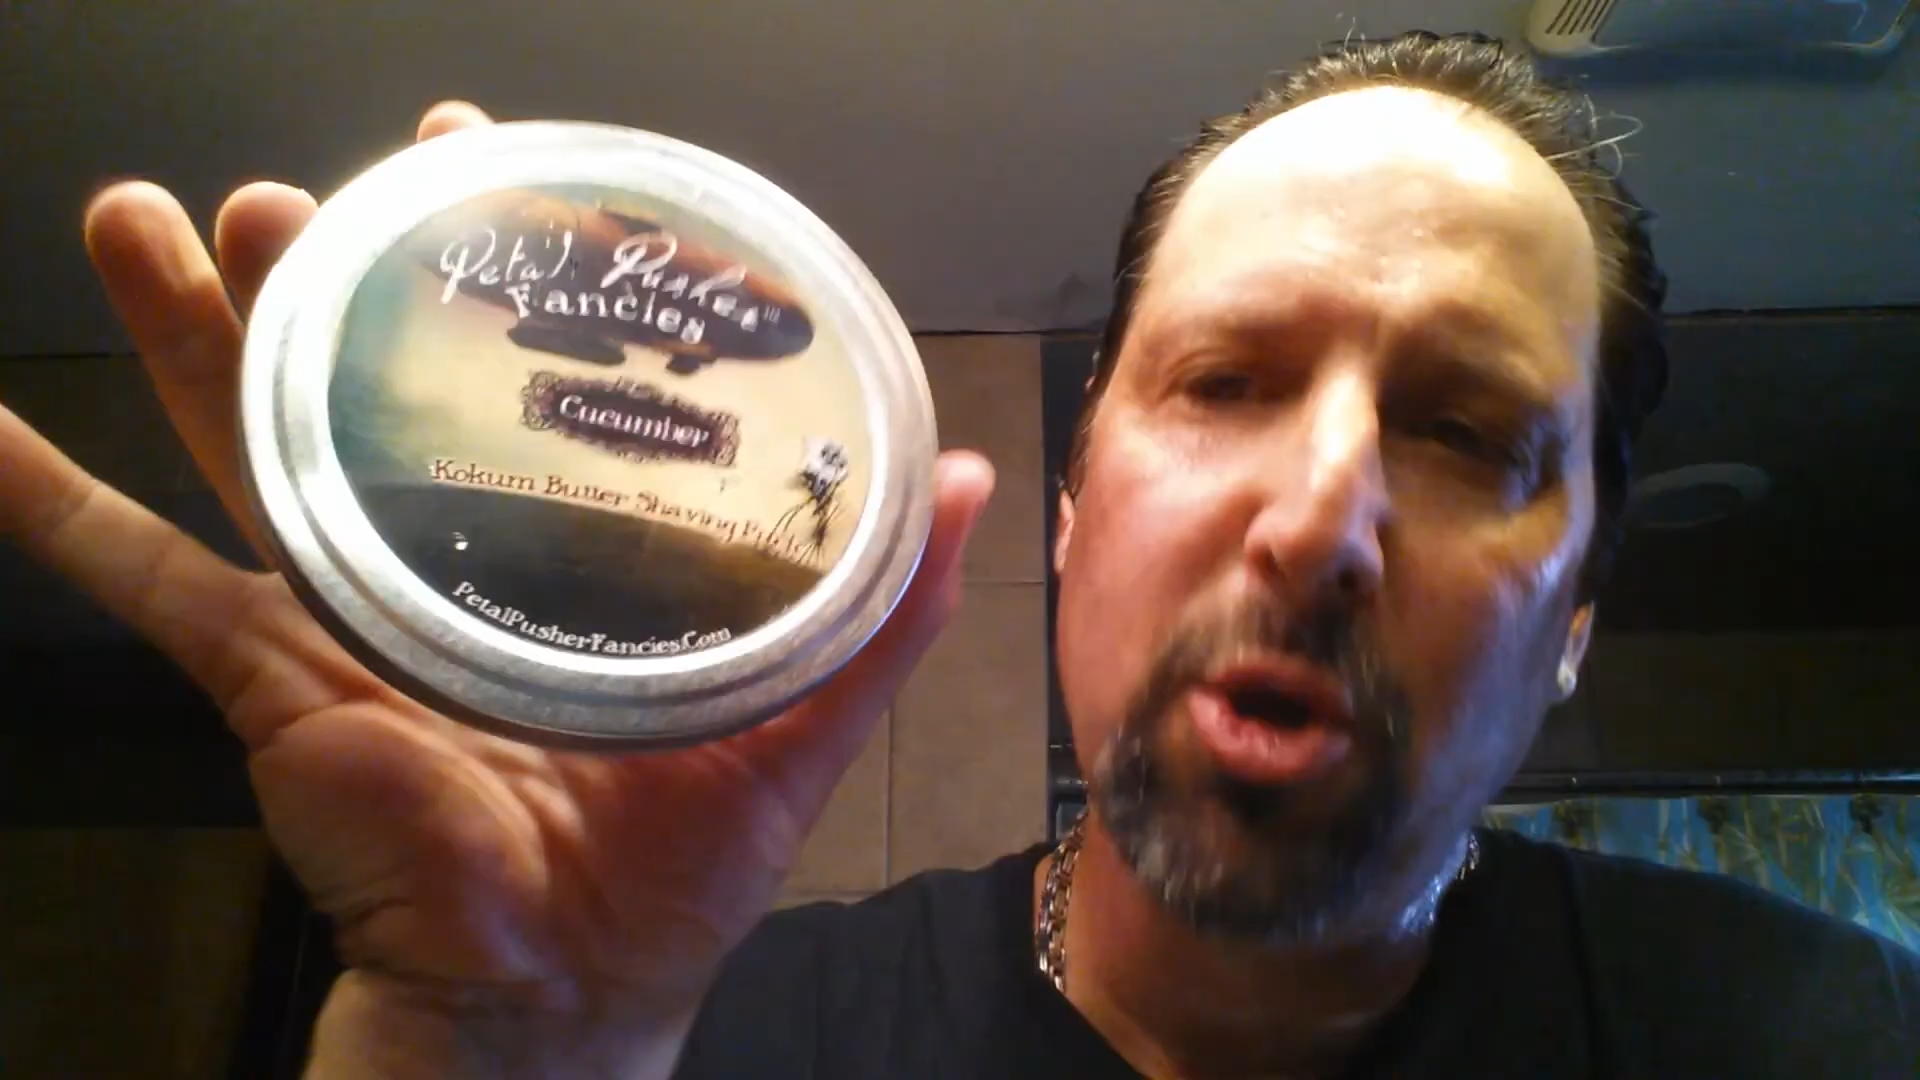 Petal Pusher
Fancies
Cucumber
Kokum Butter Shaving
PetalPusherFancies.Com